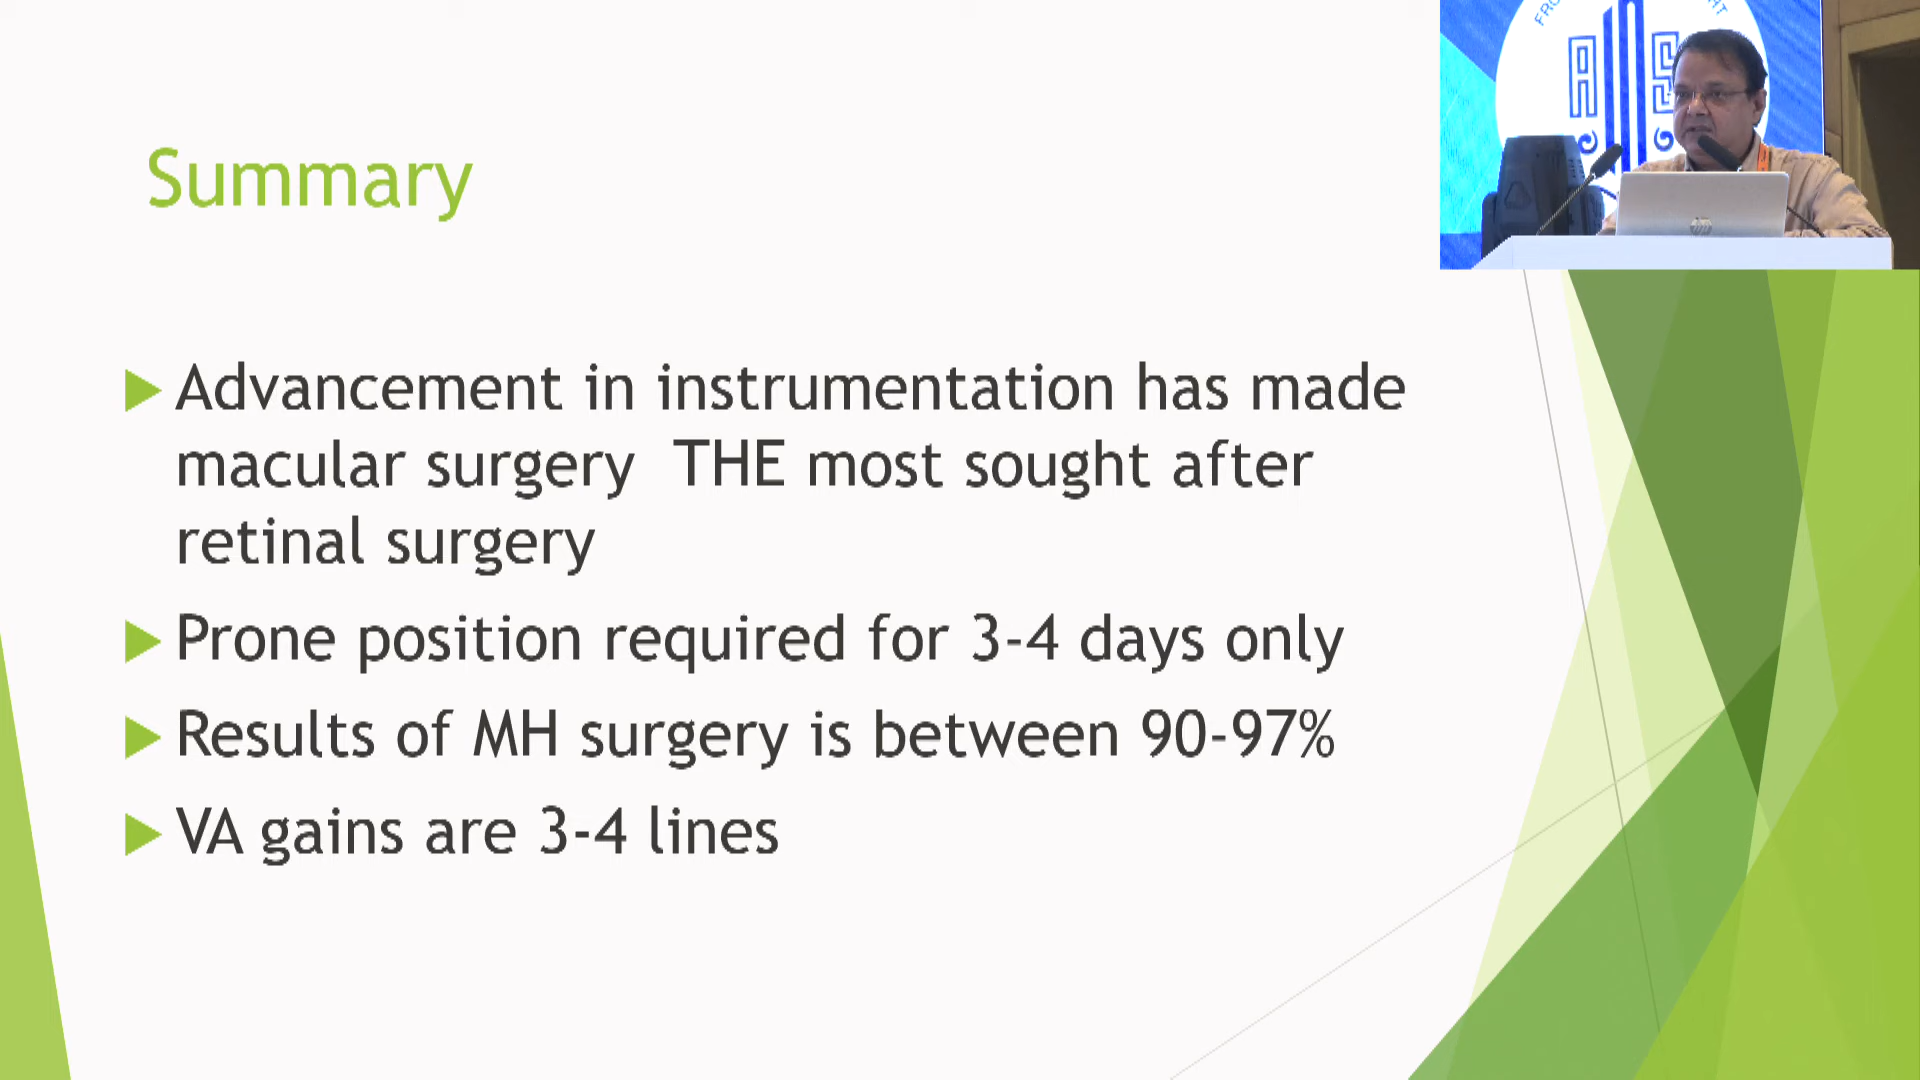 Summary
Advancement in instrumentation has made
macular surgery THE most sought after
retinal surgery
Prone position required for 3-4 days only
Results of MH surgery is between 90-97%
VA gains are 3-4 lines
hp